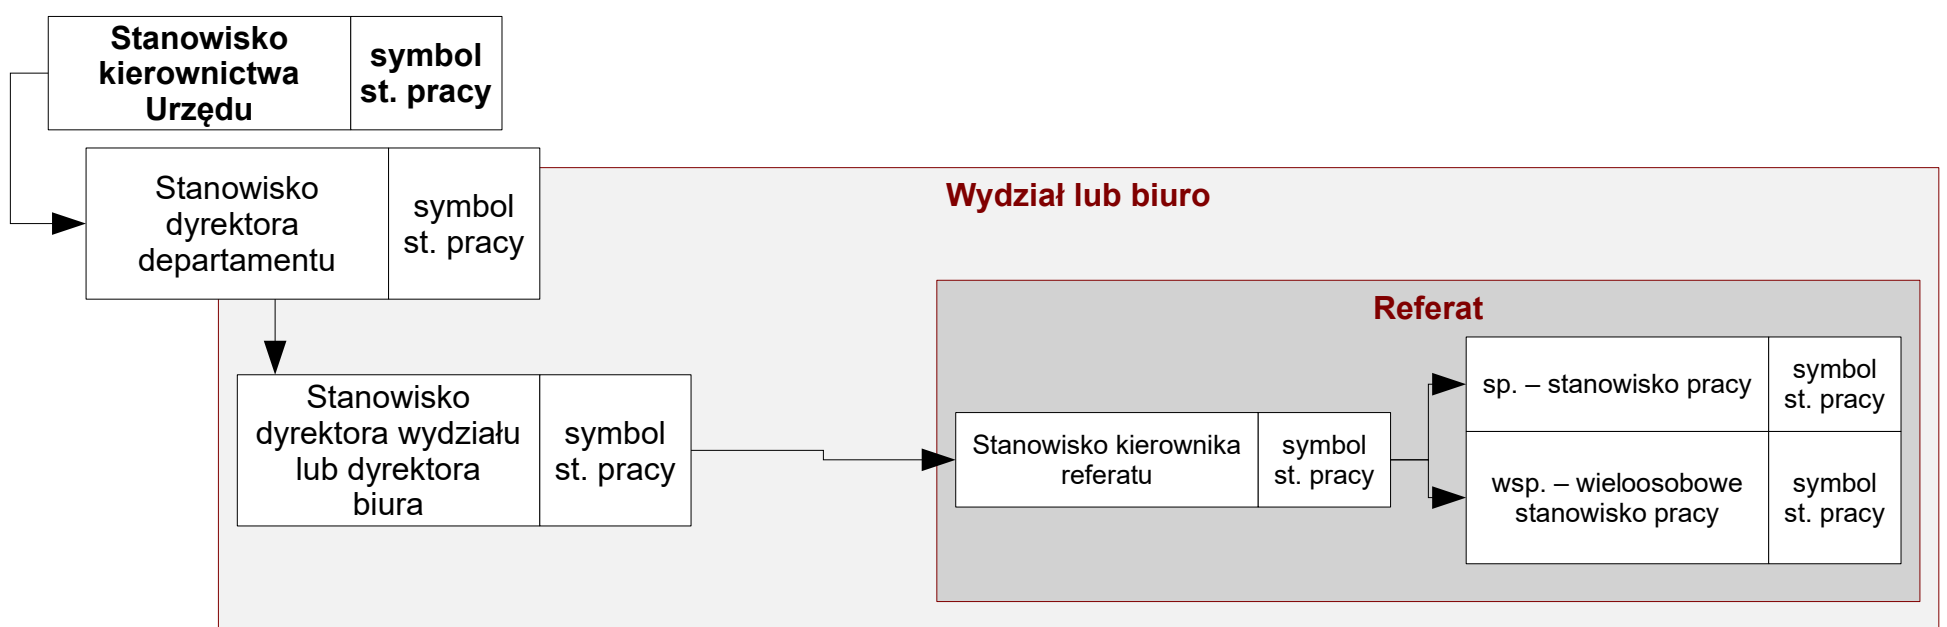 Stanowisko
kierownictwa
Urzędu
symbol
st. pracy
Stanowisko
dyrektora
departamentu
symbol
st. pracy
Wydział lub biuro
Stanowisko
dyrektora wydziału
lub dyrektora
biura
symbol
st. pracy
Referat
Stanowisko kierownika
referatu
symbol
st. pracy
sp. – stanowisko pracy
symbol
st. pracy
wsp. – wieloosobowe
stanowisko pracy
symbol
st. pracy